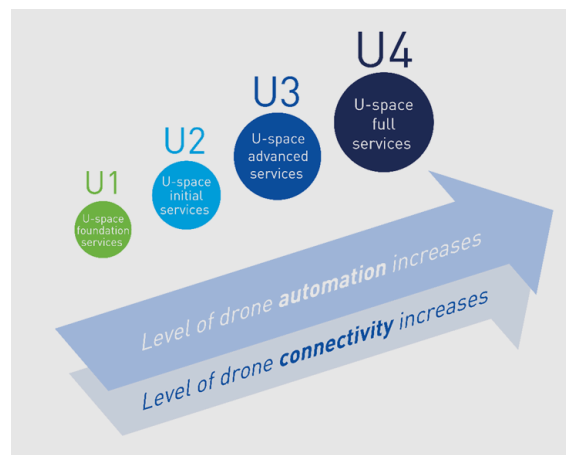 U1
U-space
foundation
services
U2
U-space
initial
services
U3
U-space
advanced
services
U4
U-space
full
services
Level of drone automation increases
Level of drone connectivity increases